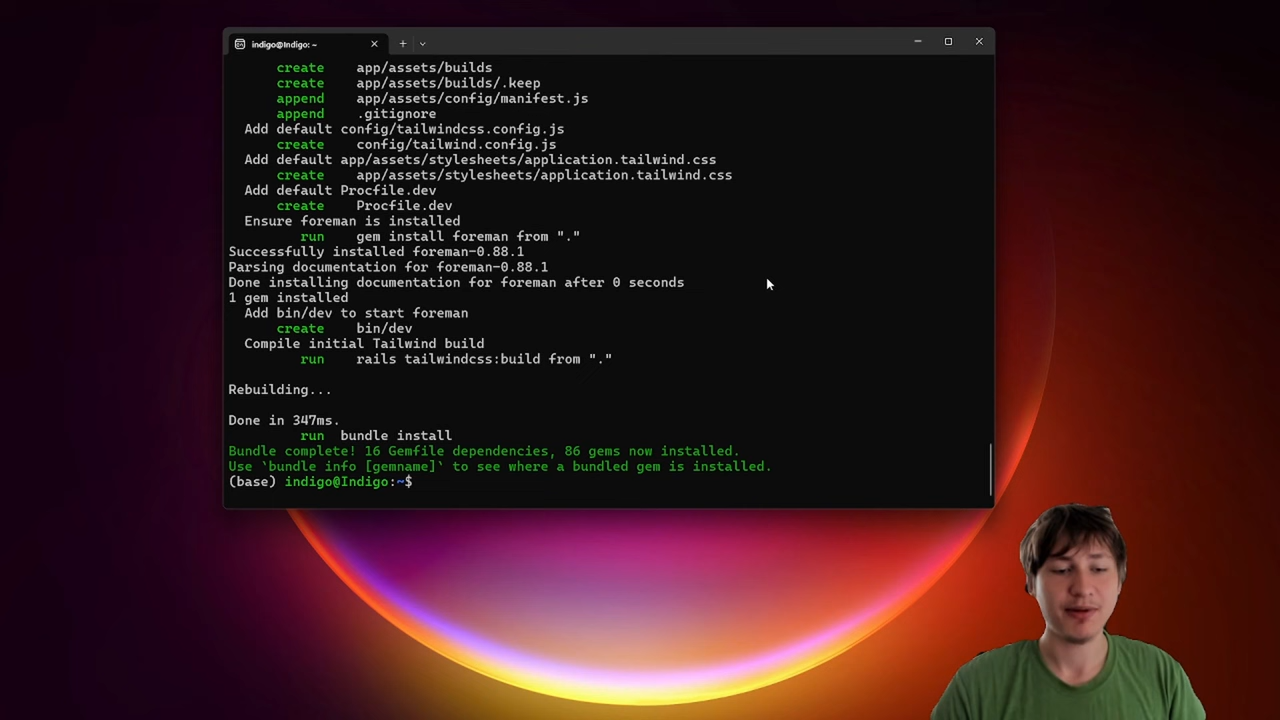 indigo@Indigo: ~
create app/assets/builds
create app/assets/builds/.keep
append app/assets/config/manifest.js
append .gitignore
Add default config/tailwindcss.config.js
create config/tailwind.config.js
Add default app/assets/stylesheets/application.tailwind.css
create app/assets/stylesheets/application.tailwind.css
Add default Procfile.dev
create Procfile.dev
Ensure foreman is installed
run gem install foreman from "."
Successfully installed foreman-0.88.1
Parsing documentation for foreman-0.88.1
Done installing documentation for foreman after 0 seconds
1 gem installed
Add bin/dev to start foreman
create bin/dev
Compile initial Tailwind build
run rails tailwindcss:build from "."
Rebuilding...
Done in 347ms.
run bundle install
Bundle complete! 16 Gemfile dependencies, 86 gems now installed.
Use `bundle info [gemname]` to see where a bundled gem is installed.
(base) indigo@Indigo:~$